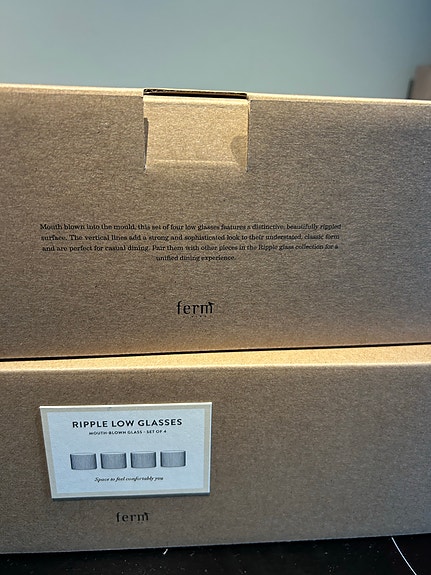 Mouth blown into the mould, this set of four low glasses features a distinctive, beautifully rippled
surface. The vertical lines add a strong and sophisticated look to their understated, classic form
and are perfect for casual dining. Pair them with other pieces in the Ripple glass collection for a
unified dining experience.
ferm
RIPPLE LOW GLASSES
MOUTH-BLOWN GLASS - SET OF 4
Space to feel comfortably you
ferm